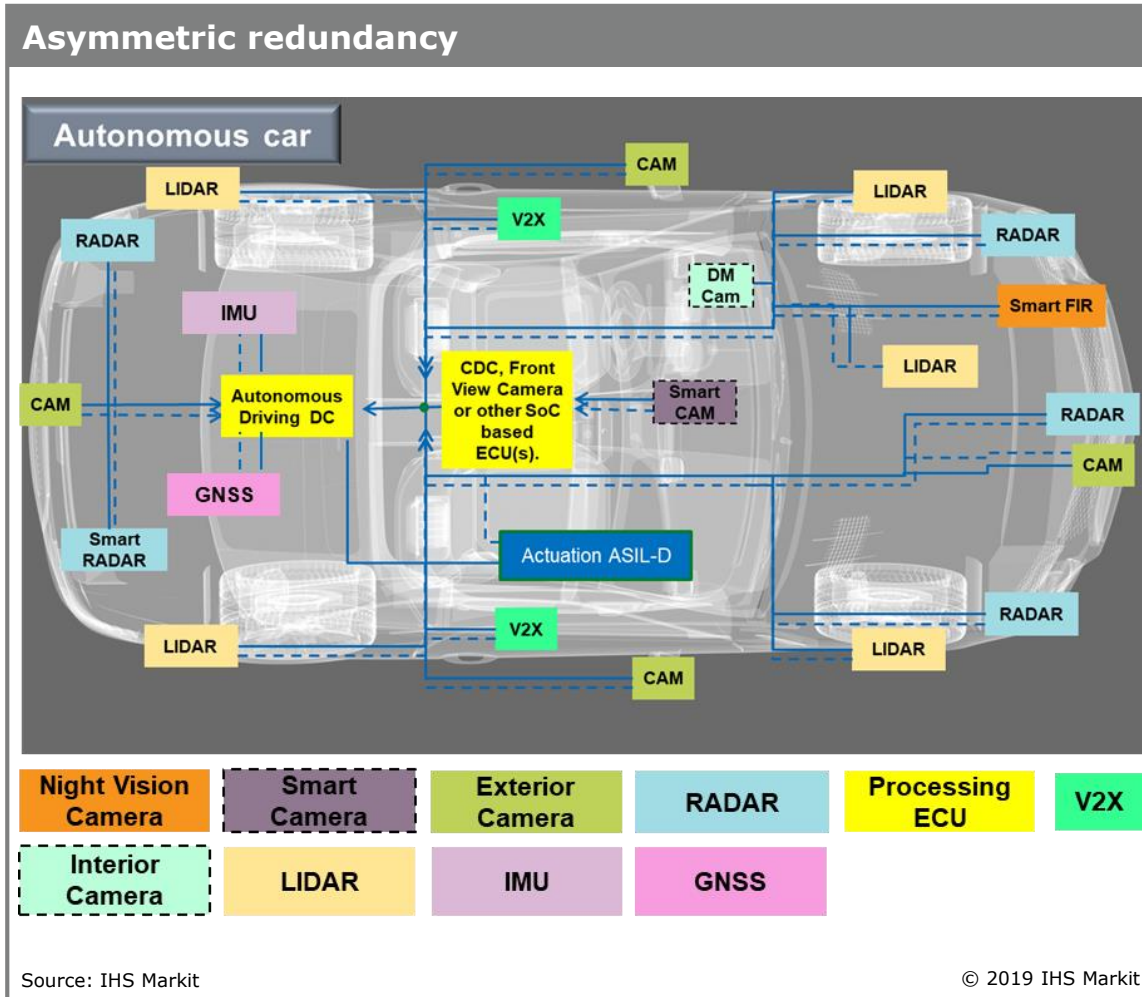 Asymmetric redundancy
Autonomous car
CAM
LIDAR
LIDAR
V2X
RADAR
RADAR
DM
Cam
IMU
Smart FIR
LIDAR
CDC, Front
View Camera
or other SoC
based
ECU(s).
Autonomous
Driving DC
Smart
CAM
CAM
RADAR
CAM
GNSS
Smart
RADAR
Actuation ASIL-D
RADAR
V2X
LIDAR
LIDAR
CAM
Night Vision
Camera
Smart
Camera
Exterior
Camera
RADAR
Processing
ECU
V2X
Interior
Camera
LIDAR
IMU
GNSS
Source: IHS Markit
© 2019 IHS Markit